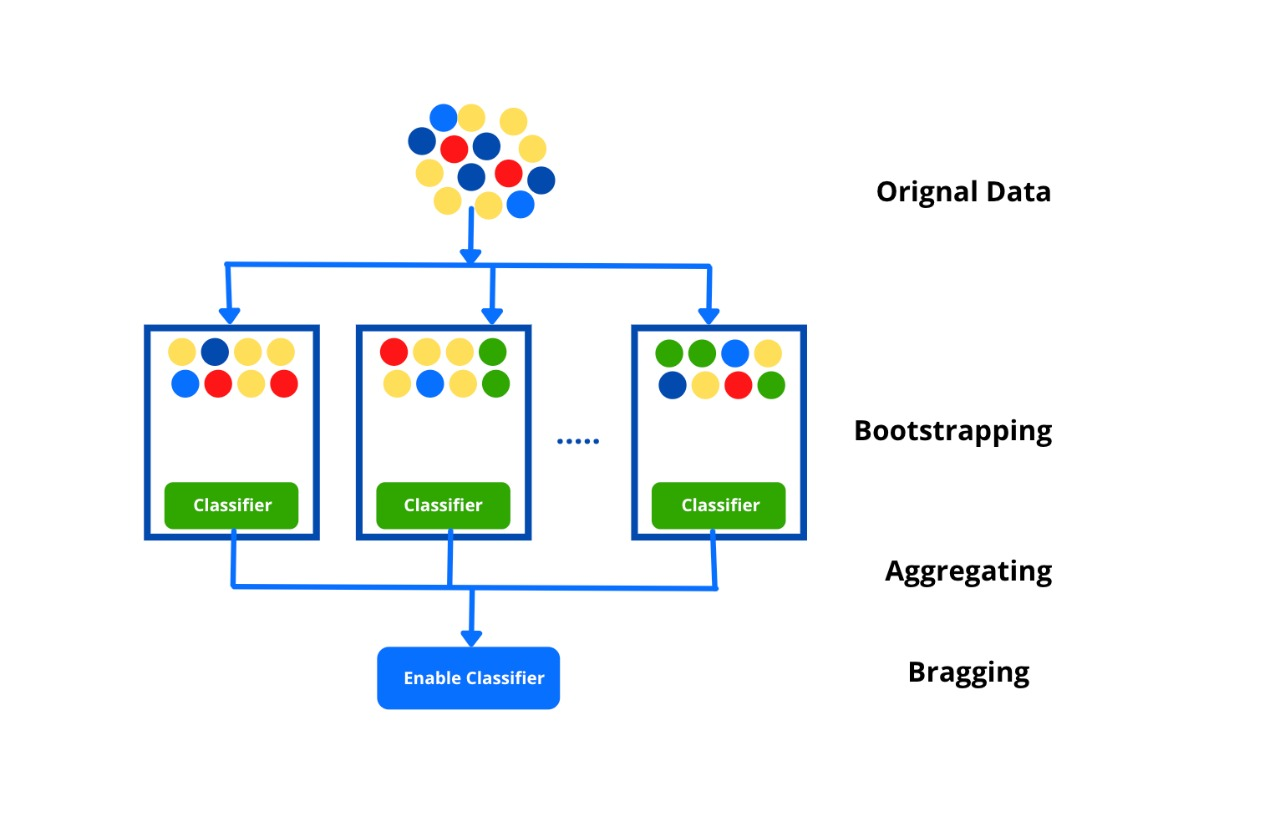 Orignal Data
Bootstrapping
Classifier
Classifier
Classifier
Aggregating
Enable Classifier
Bragging